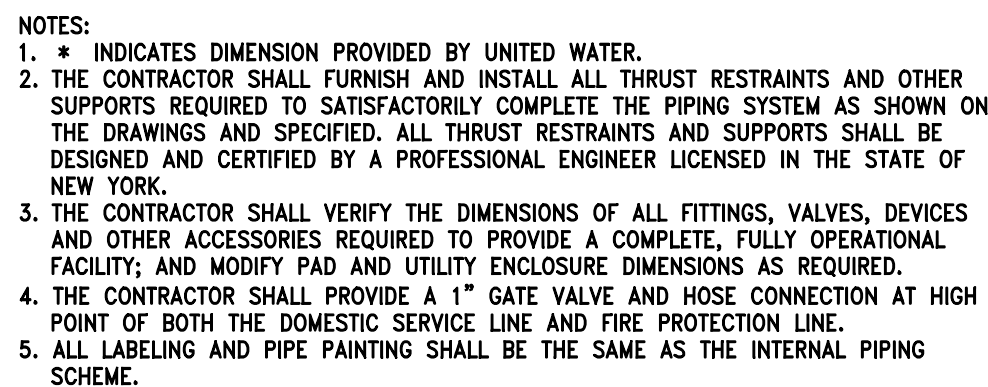 NOTES:
1. * INDICATES DIMENSION PROVIDED BY UNITED WATER.
2. THE CONTRACTOR SHALL FURNISH AND INSTALL ALL THRUST RESTRAINTS AND OTHER
SUPPORTS REQUIRED TO SATISFACTORILY COMPLETE THE PIPING SYSTEM AS SHOWN ON
THE DRAWINGS AND SPECIFIED. ALL THRUST RESTRAINTS AND SUPPORTS SHALL BE
DESIGNED AND CERTIFIED BY A PROFESSIONAL ENGINEER LICENSED IN THE STATE OF
NEW YORK.
3. THE CONTRACTOR SHALL VERIFY THE DIMENSIONS OF ALL FITTINGS, VALVES, DEVICES
AND OTHER ACCESSORIES REQUIRED TO PROVIDE A COMPLETE, FULLY OPERATIONAL
FACILITY; AND MODIFY PAD AND UTILITY ENCLOSURE DIMENSIONS AS REQUIRED.
4. THE CONTRACTOR SHALL PROVIDE A 1” GATE VALVE AND HOSE CONNECTION AT HIGH
POINT OF BOTH THE DOMESTIC SERVICE LINE AND FIRE PROTECTION LINE.
5. ALL LABELING AND PIPE PAINTING SHALL BE THE SAME AS THE INTERNAL PIPING
SCHEME.